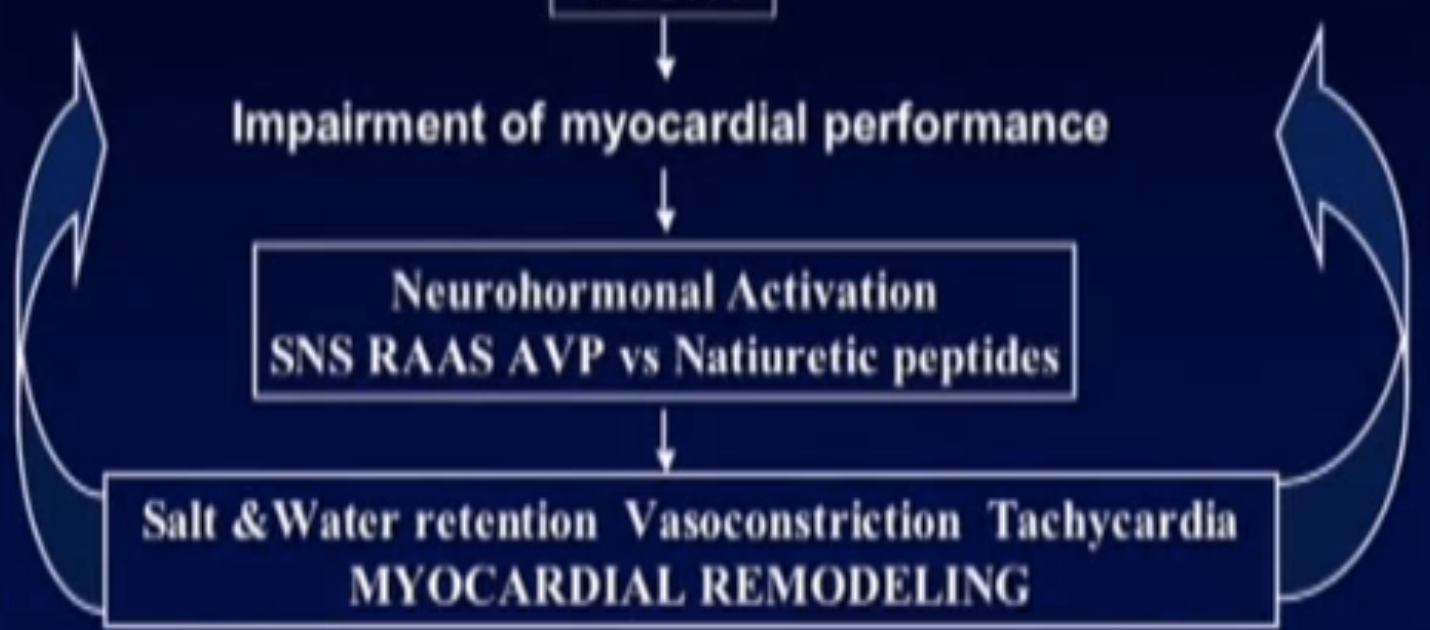 Impairment of myocardial performance
Neurohormonal Activation
SNS RAAS AVP vs Natiuretic peptides
Salt &Water retention Vasoconstriction Tachycardia
MYOCARDIAL REMODELING